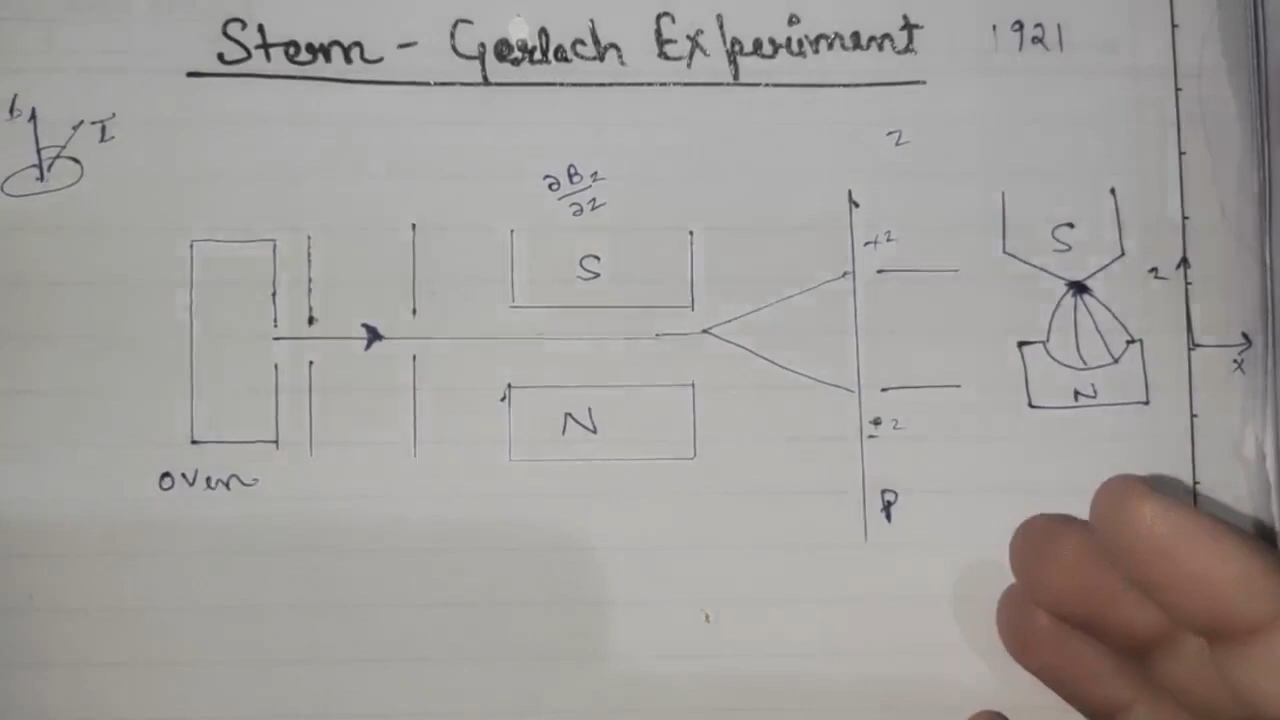 Stern - Gerlach Experiment 1921
b
I
z
∂Bz
∂z
S
+z
S
z
x
N
N
-z
oven
P